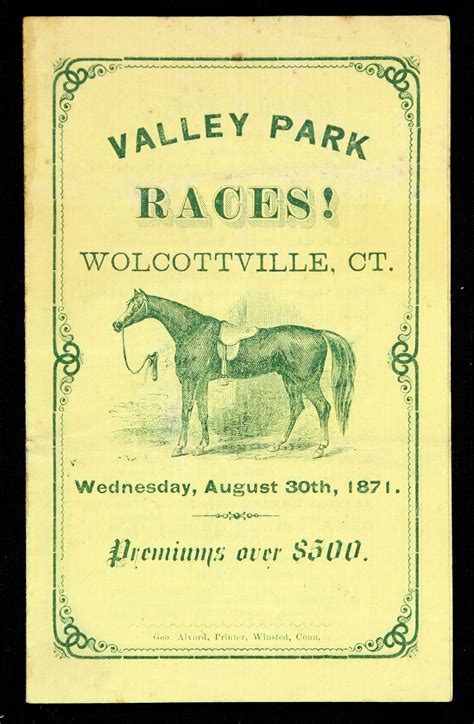 VALLEY PARK
RACES!
WOLCOTTVILLE, CT.
Wednesday, August 30th, 1871.
Premiums over $500.
Geo. Alvord, Printer, Winsted, Conn.